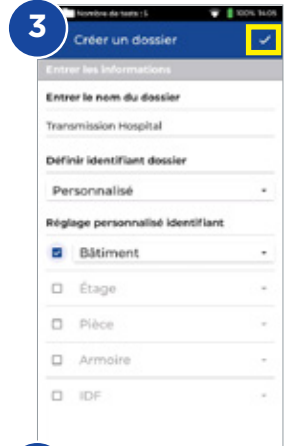 3
Nombre de tests : 5 100% 14:05
Créer un dossier
Entrer les informations
Entrer le nom du dossier
Transmission Hospital
Définir identifiant dossier
Personnalisé
Réglage personnalisé identifiant
Bâtiment
Étage
Pièce
Armoire
IDF